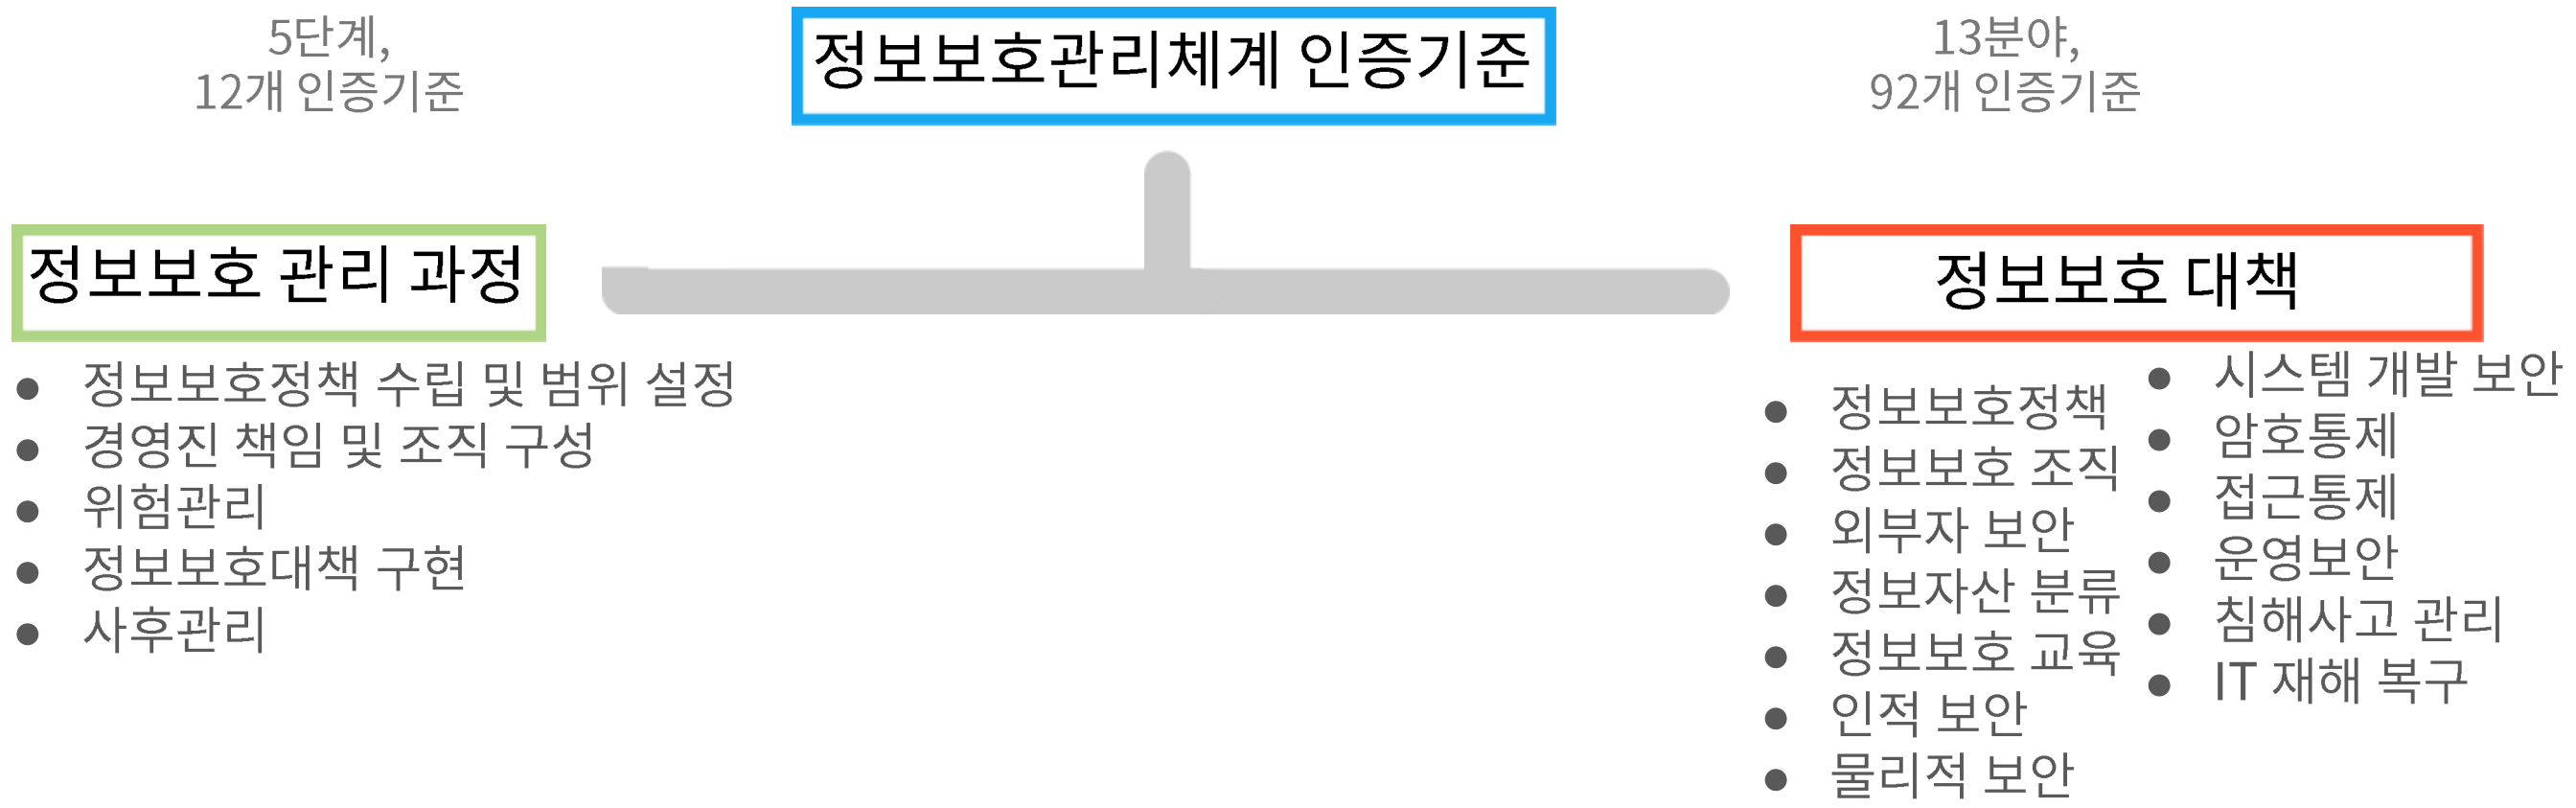 5단계,
12개 인증기준
정보보호관리체계 인증기준
13분야,
92개 인증기준
정보보호 관리 과정
● 정보보호정책 수립 및 범위 설정
● 경영진 책임 및 조직 구성
● 위험관리
● 정보보호대책 구현
● 사후관리
정보보호 대책
● 정보보호정책
● 정보보호 조직
● 외부자 보안
● 정보자산 분류
● 정보보호 교육
● 인적 보안
● 물리적 보안
● 시스템 개발 보안
● 암호통제
● 접근통제
● 운영보안
● 침해사고 관리
● IT 재해 복구